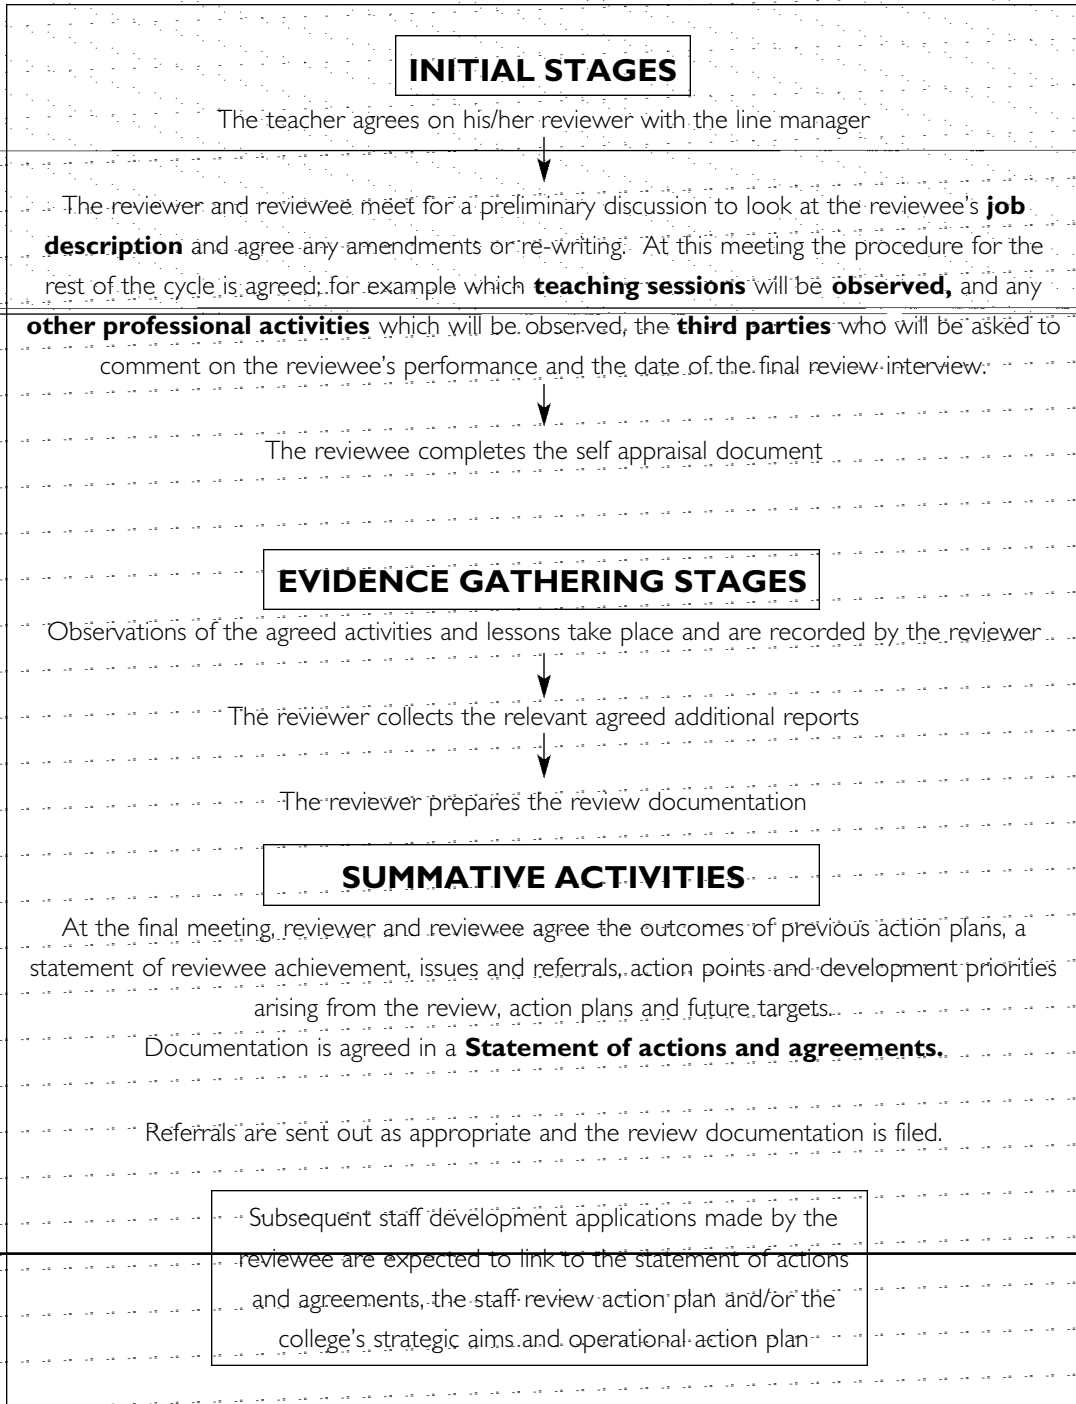 INITIAL STAGES
The teacher agrees on his/her reviewer with the line manager
The reviewer and reviewee meet for a preliminary discussion to look at the reviewee's job
description and agree any amendments or re-writing. At this meeting the procedure for the
rest of the cycle is agreed; for example which teaching sessions will be observed, and any
other professional activities which will be observed, the third parties who will be asked to
comment on the reviewee's performance and the date of the final review interview.
The reviewee completes the self appraisal document
EVIDENCE GATHERING STAGES
Observations of the agreed activities and lessons take place and are recorded by the reviewer
The reviewer collects the relevant agreed additional reports
The reviewer prepares the review documentation
SUMMATIVE ACTIVITIES
At the final meeting, reviewer and reviewee agree the outcomes of previous action plans, a
statement of reviewee achievement, issues and referrals, action points and development priorities
arising from the review, action plans and future targets.
Documentation is agreed in a Statement of actions and agreements.
Referrals are sent out as appropriate and the review documentation is filed.
Subsequent staff development applications made by the
reviewee are expected to link to the statement of actions
and agreements, the staff review action plan and/or the
college's strategic aims and operational action plan